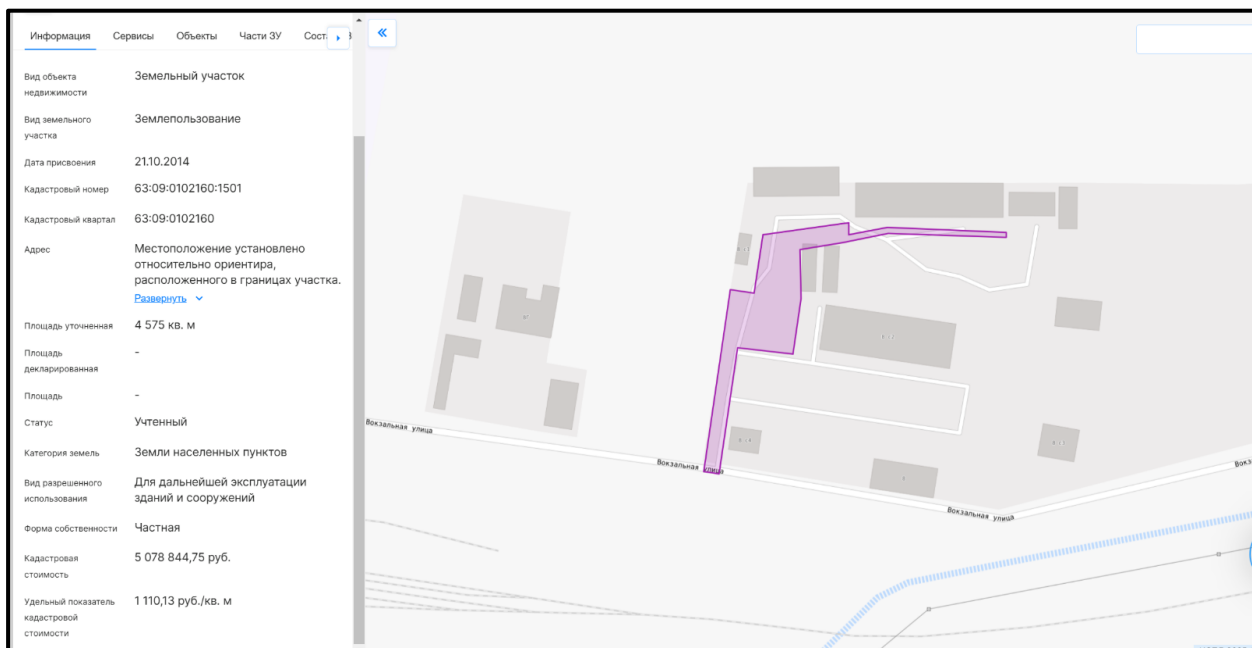 Информация Сервисы Объекты Части ЗУ
Вид объекта недвижимости Земельный участок
Вид земельного участка Землепользование
Дата присвоения 21.10.2014
Кадастровый номер 63:09:0102160:1501
Кадастровый квартал 63:09:0102160
Адрес Местоположение установлено
относительно ориентира,
расположенного в границах участка.
Развернуть
Площадь уточненная 4 575 кв. м
Площадь декларированная -
Площадь -
Статус Учтенный
Категория земель Земли населенных пунктов
Вид разрешенного использования Для дальнейшей эксплуатации
зданий и сооружений
Форма собственности Частная
Кадастровая стоимость 5 078 844,75 руб.
Удельный показатель кадастровой стоимости 1 110,13 руб./кв. м
Вокзальная улица
Вокзальная улица
Вокзальная улица